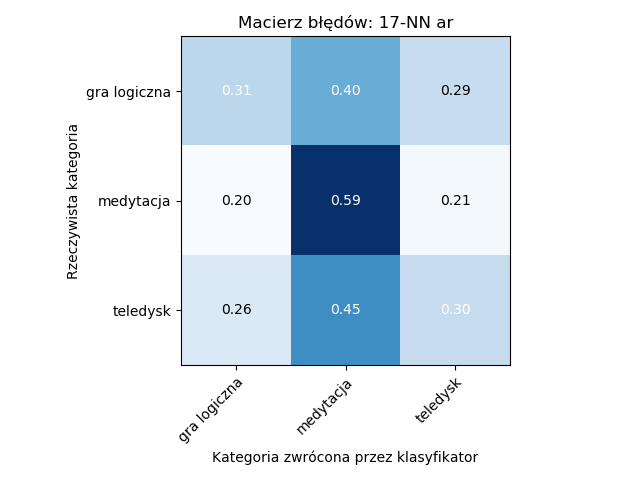 Macierz błędów: 17-NN ar
Rzeczywista kategoria
gra logiczna 0.31 0.40 0.29
medytacja 0.20 0.59 0.21
teledysk 0.26 0.45 0.30
gra logiczna medytacja teledysk
Kategoria zwrócona przez klasyfikator